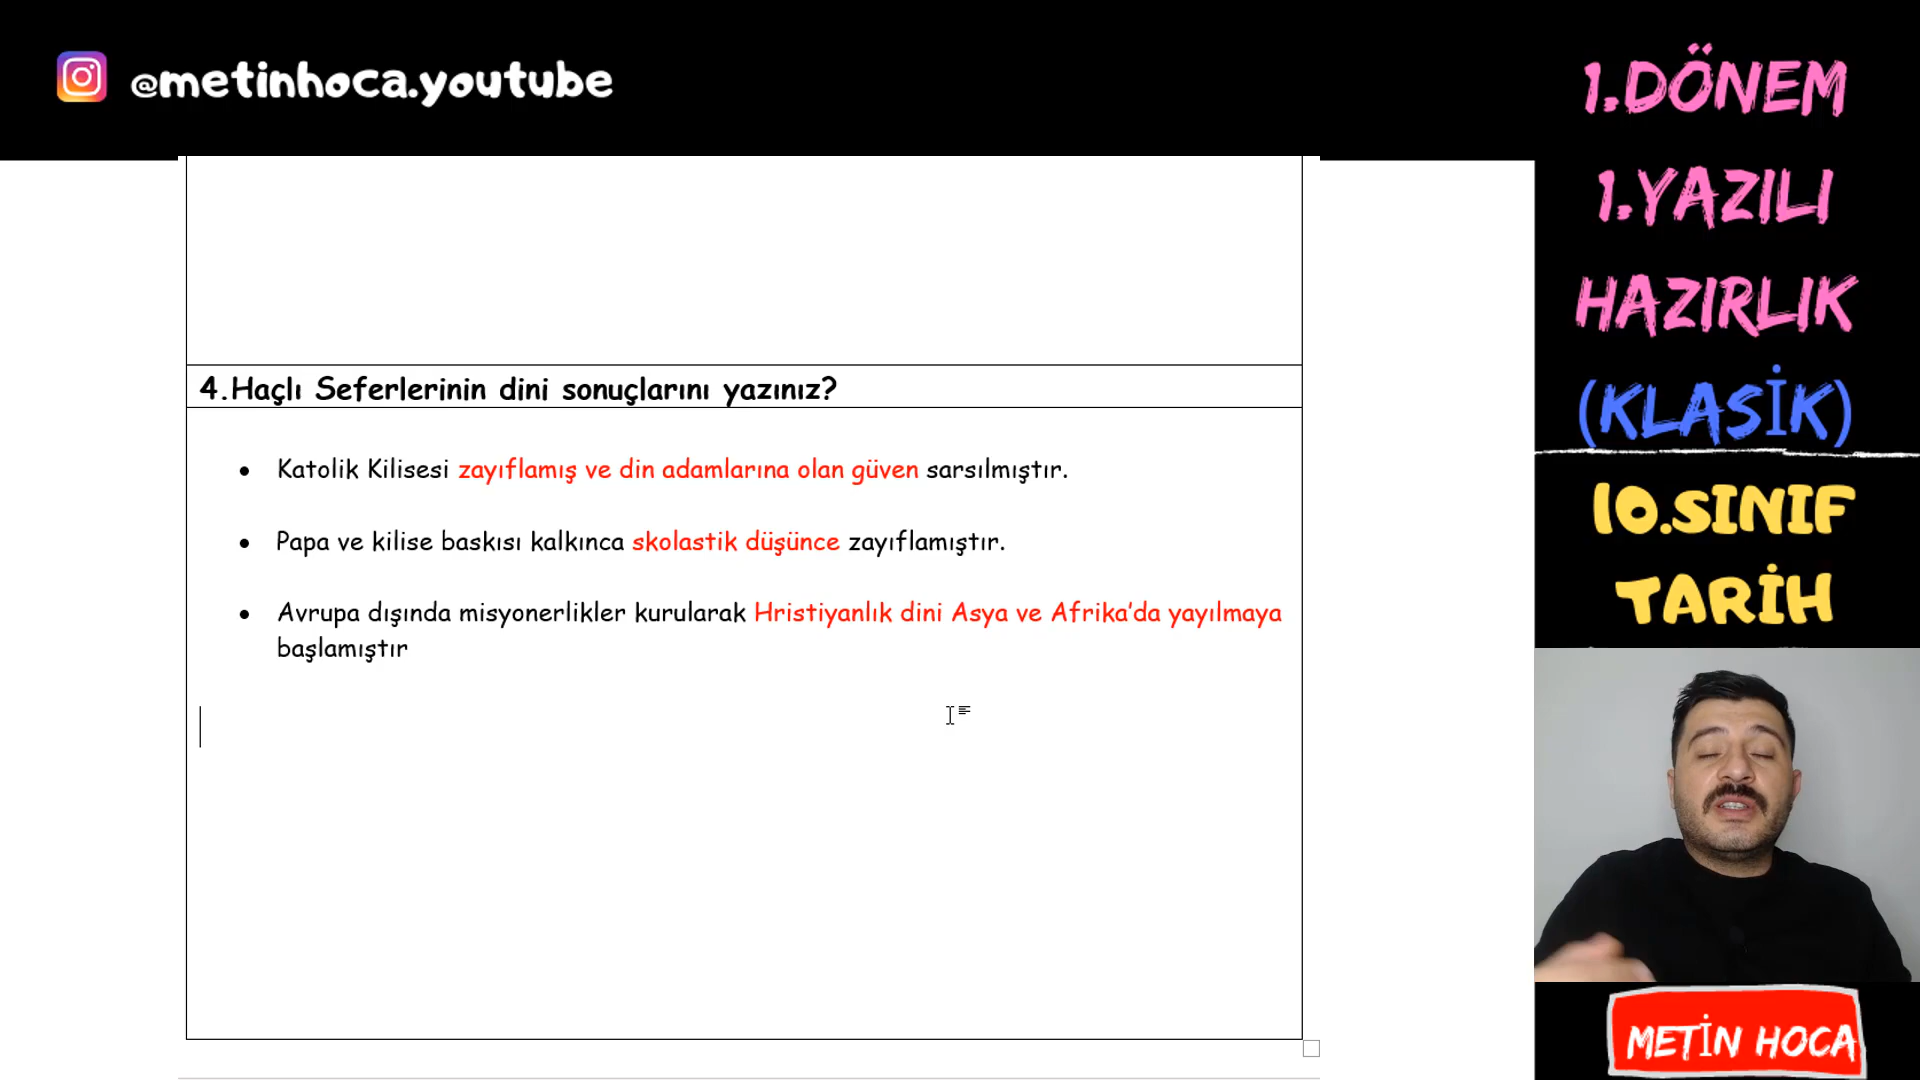 @metinhoca.youtube
1.DÖNEM
1.YAZILI
HAZIRLIK
(KLASİK)
10.SINIF
TARİH
4.Haçlı Seferlerinin dini sonuçlarını yazınız?
• Katolik Kilisesi zayıflamış ve din adamlarına olan güven sarsılmıştır.
• Papa ve kilise baskısı kalkınca skolastik düşünce zayıflamıştır.
• Avrupa dışında misyonerlikler kurularak Hristiyanlık dini Asya ve Afrika’da yayılmaya
başlamıştır
METİN HOCA